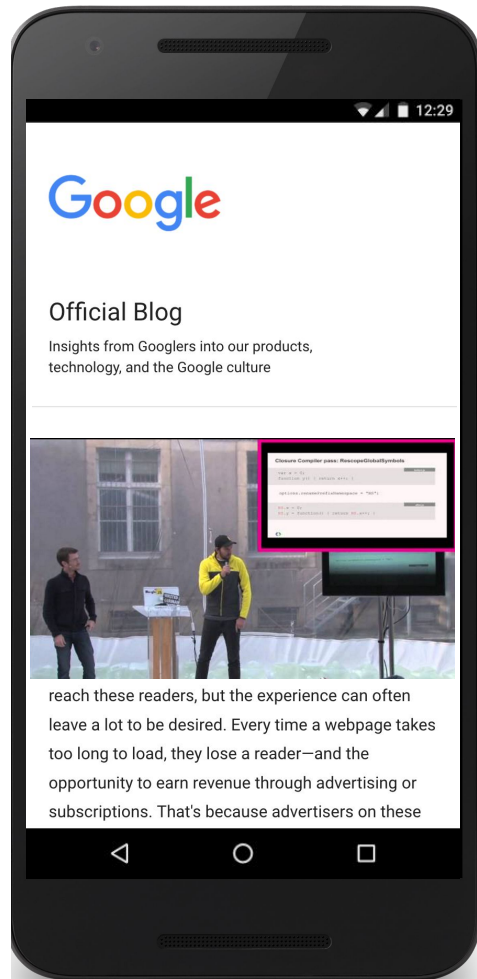 12:29
Google
Official Blog
Insights from Googlers into our products,
technology, and the Google culture
Closure Compiler pass: RescopeGlobalSymbols
reach these readers, but the experience can often
leave a lot to be desired. Every time a webpage takes
too long to load, they lose a reader—and the
opportunity to earn revenue through advertising or
subscriptions. That's because advertisers on these